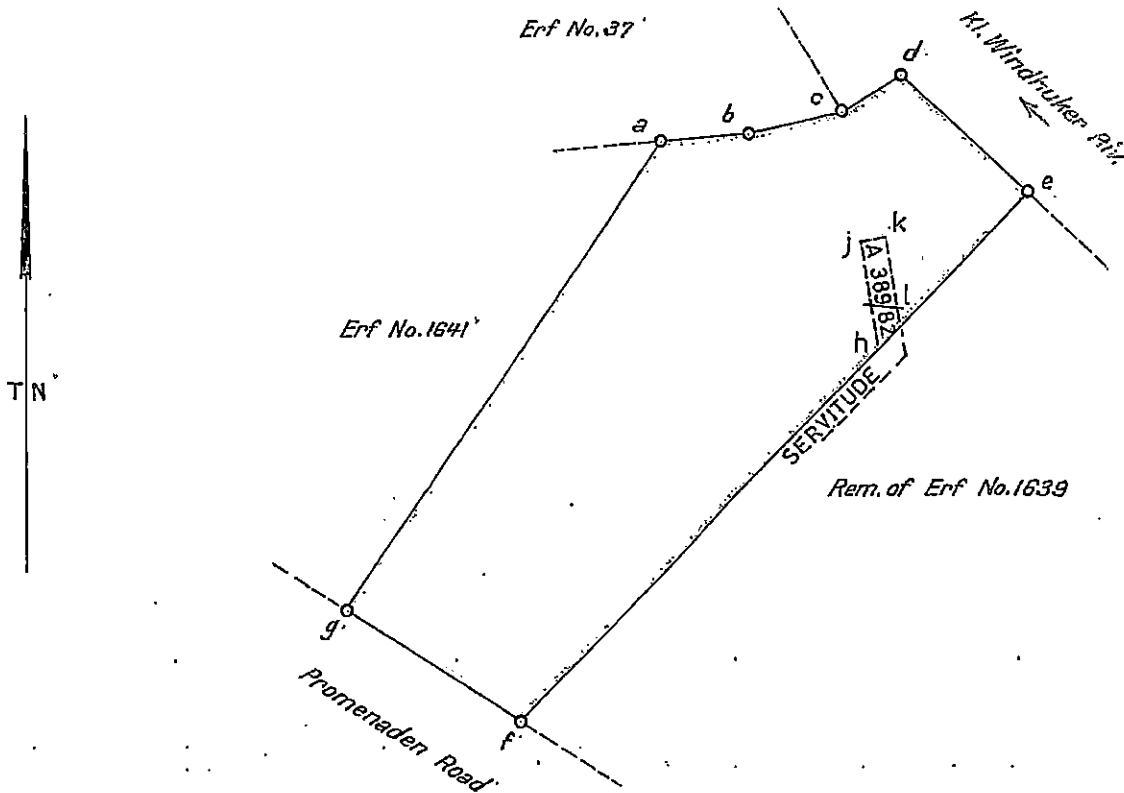 Erf No. 37
Kl. Windhuker Riv.
d
c
b
a
e
k
j
A 389/82
l
Erf No. 1641
h
T N
SERVITUDE
Rem. of Erf No. 1639
g
f
Promenaden Road